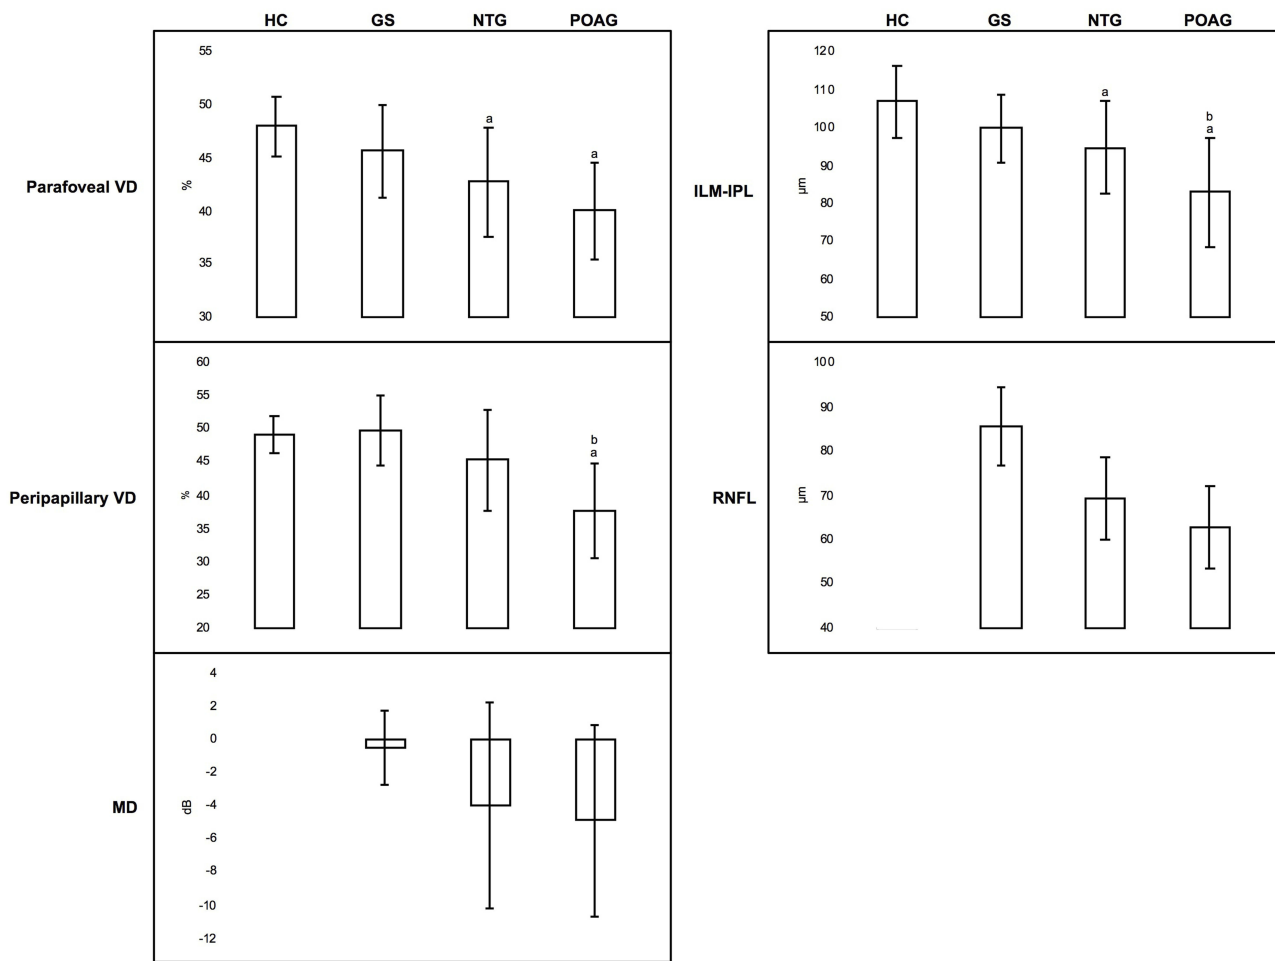 HC GS NTG POAG
Parafoveal VD
%
55
50
45
40
35
30
a
a
Peripapillary VD
%
60
55
50
45
40
35
30
25
20
b
a
MD
dB
4
2
0
-2
-4
-6
-8
-10
-12
HC GS NTG POAG
ILM-IPL
µm
120
110
100
90
80
70
60
50
a
b
a
RNFL
µm
100
90
80
70
60
50
40